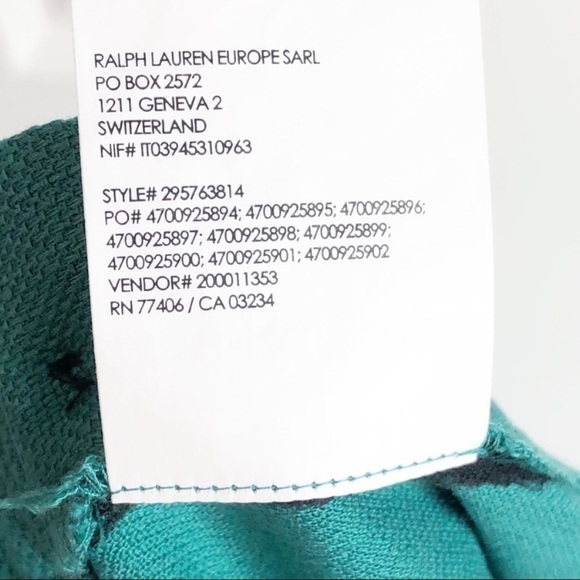 RALPH LAUREN EUROPE SARL
PO BOX 2572
1211 GENEVA 2
SWITZERLAND
NIF# IT03945310963
STYLE# 295763814
PO# 4700925894; 4700925895; 4700925896;
4700925897; 4700925898; 4700925899;
4700925900; 4700925901; 4700925902
VENDOR# 200011353
RN 77406 / CA 03234